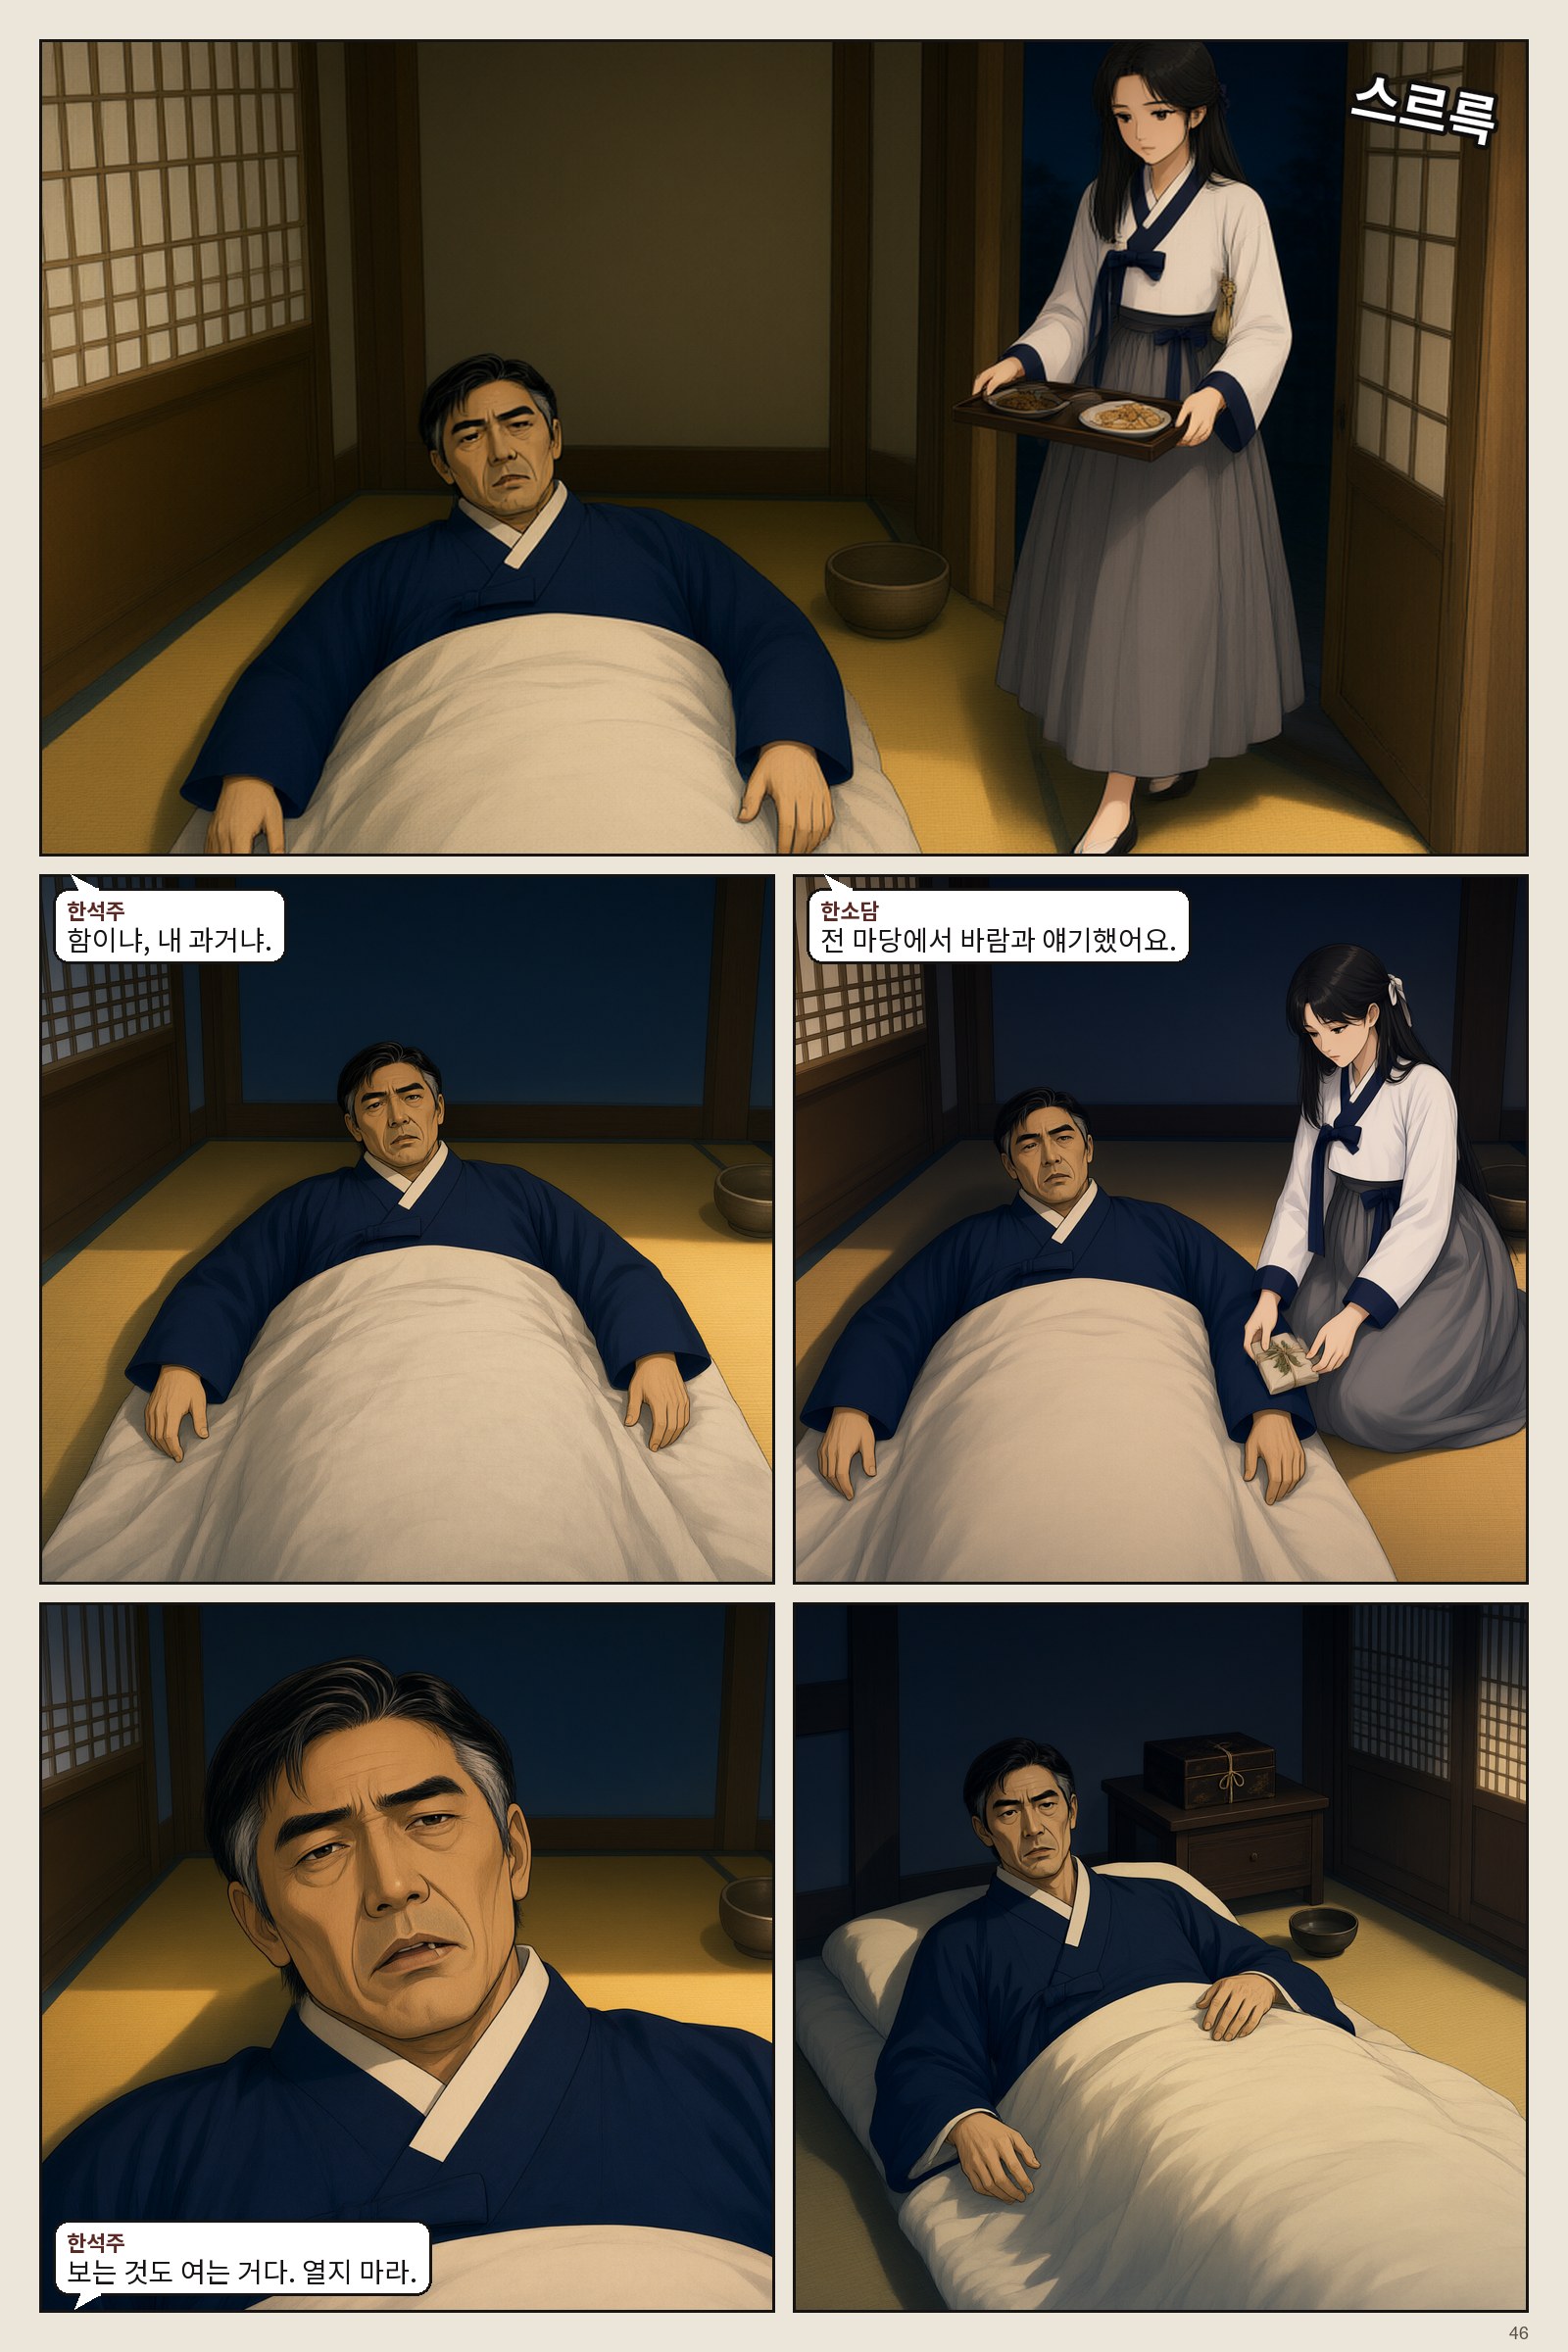 스르륵
한석주
함이냐, 내 과거냐.
한소담
전 마당에서 바람과 얘기했어요.
한석주
보는 것도 여는 거다. 열지 마라.
46